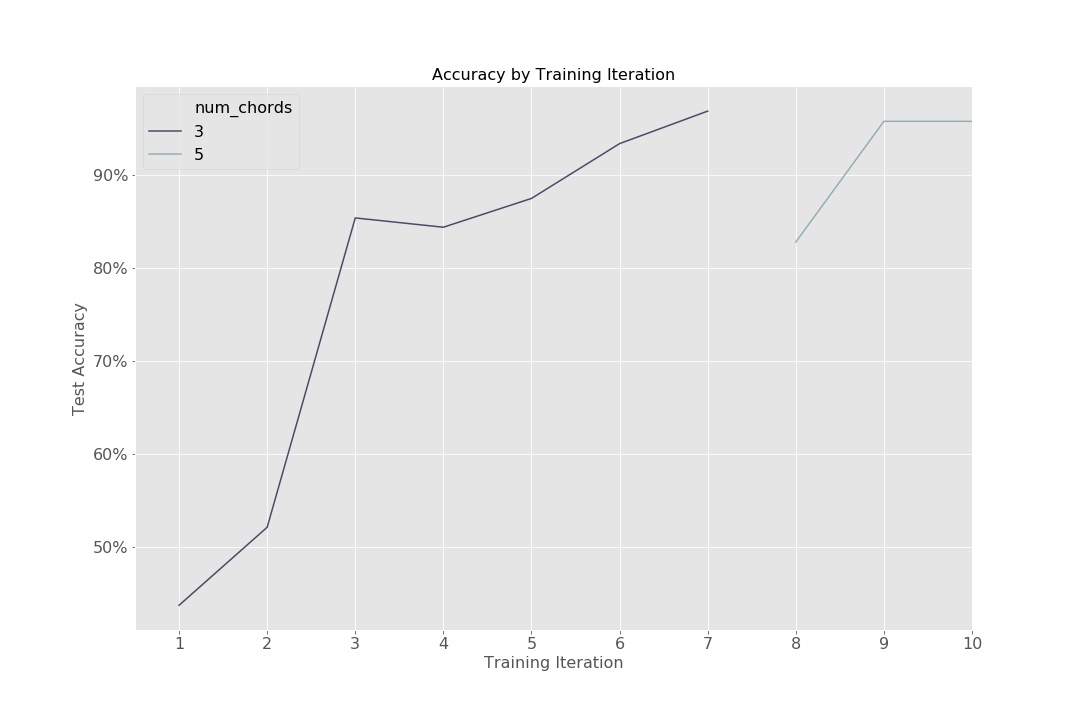 Accuracy by Training Iteration
num_chords
3
5
90%
80%
70%
60%
50%
Test Accuracy
1 2 3 4 5 6 7 8 9 10
Training Iteration